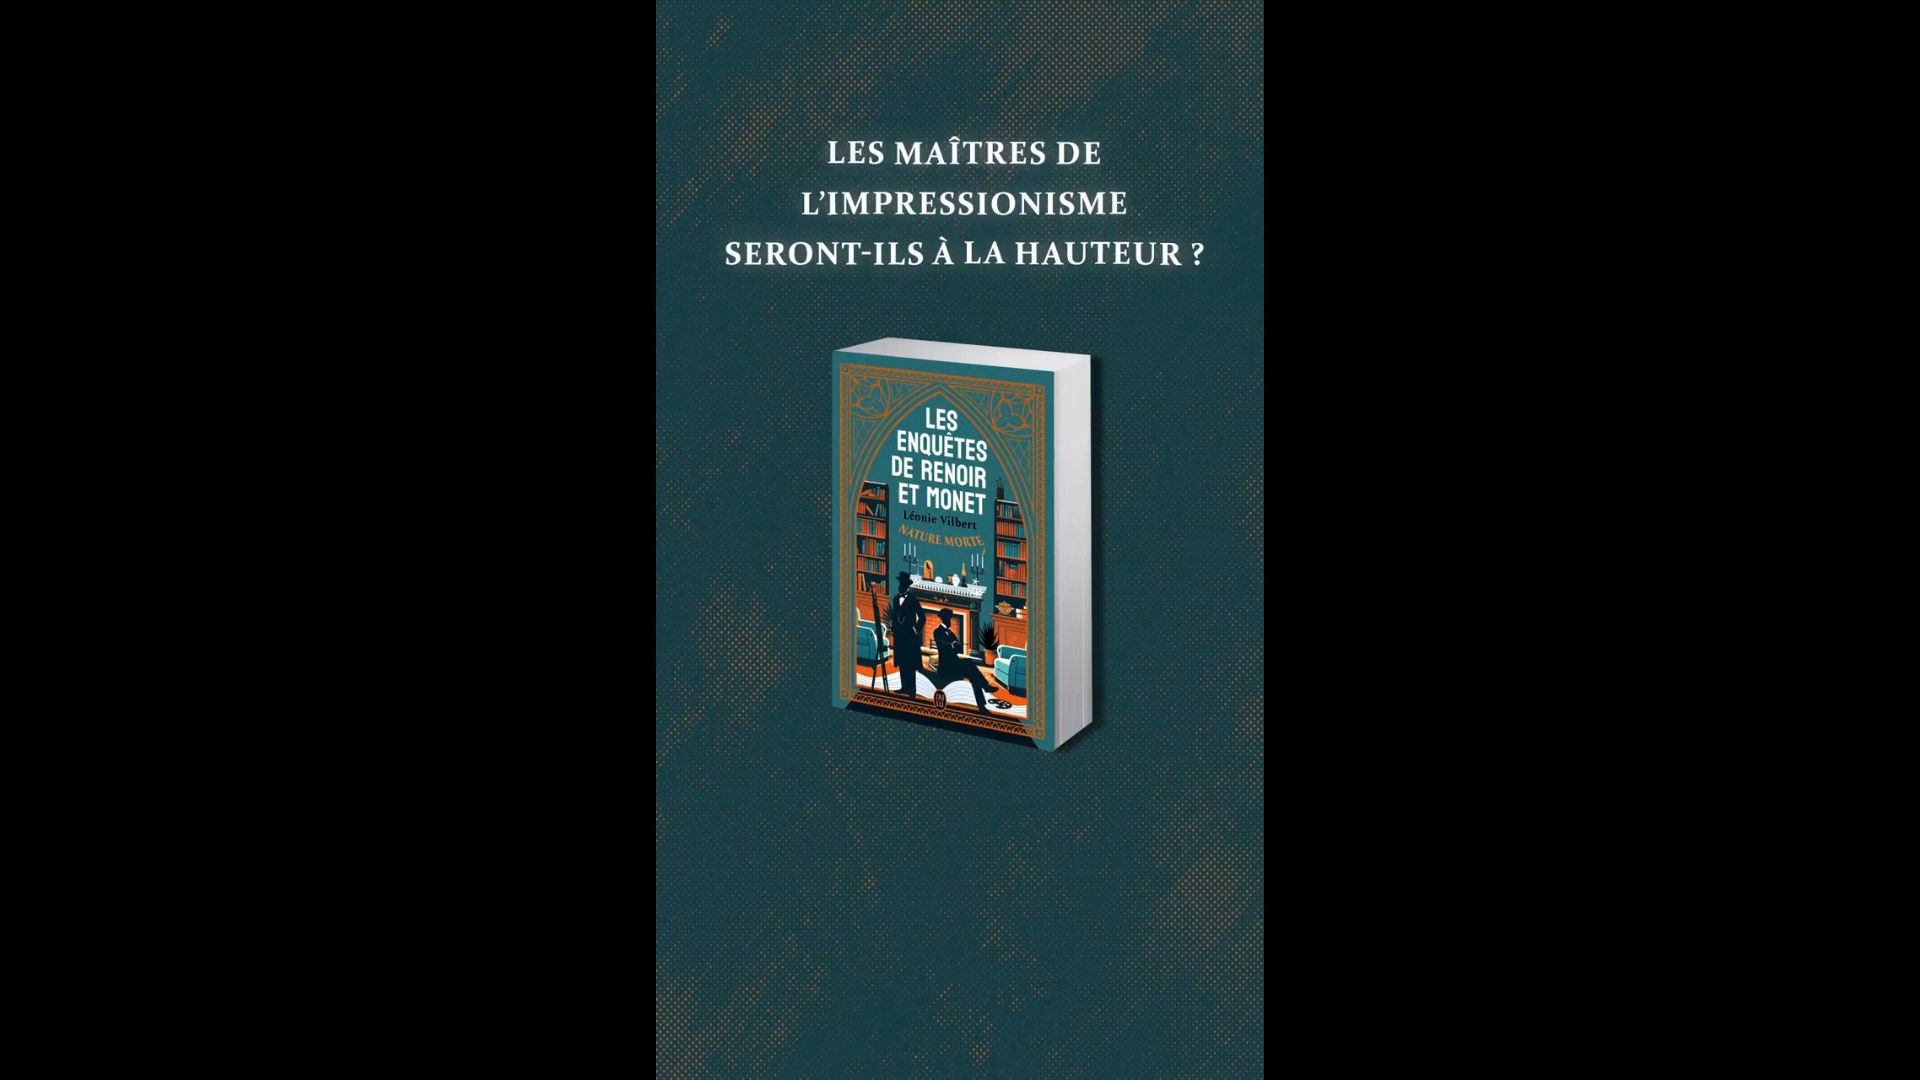 LES MAÎTRES DE
L’IMPRESSIONISME
SERONT-ILS À LA HAUTEUR ?
LES
ENQUÊTES
DE RENOIR
ET MONET
Léonie Vilbert
NATURE MORTE